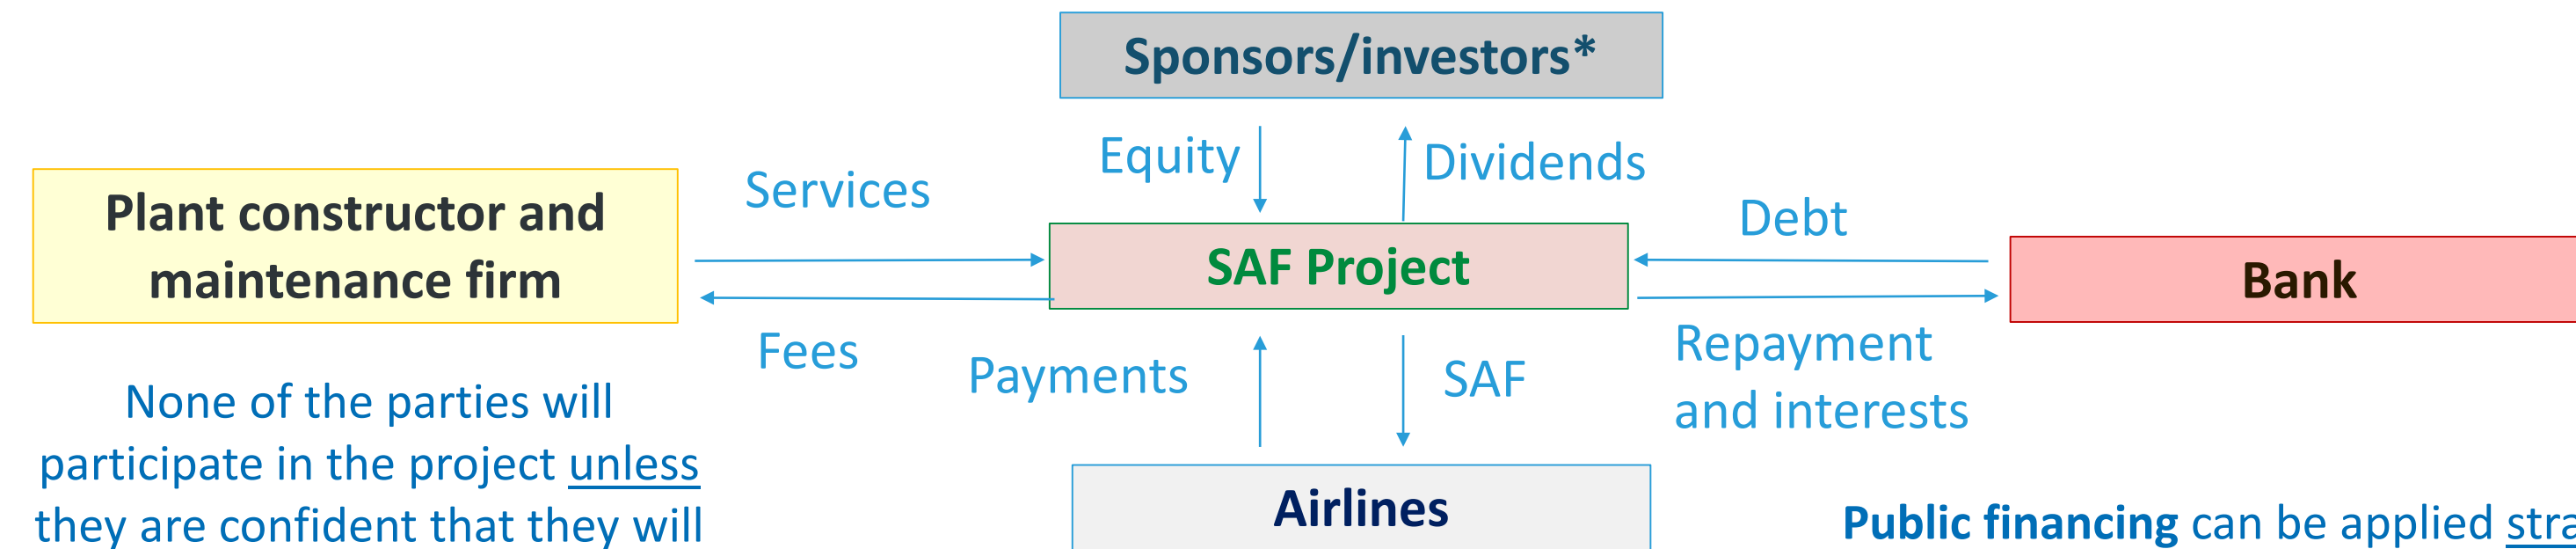 Sponsors/investors*
Equity
Dividends
Services
Plant constructor and
maintenance firm
SAF Project
Debt
Bank
Fees
Payments
SAF
Repayment
and interests
None of the parties will
participate in the project unless
they are confident that they will
Airlines
Public financing can be applied